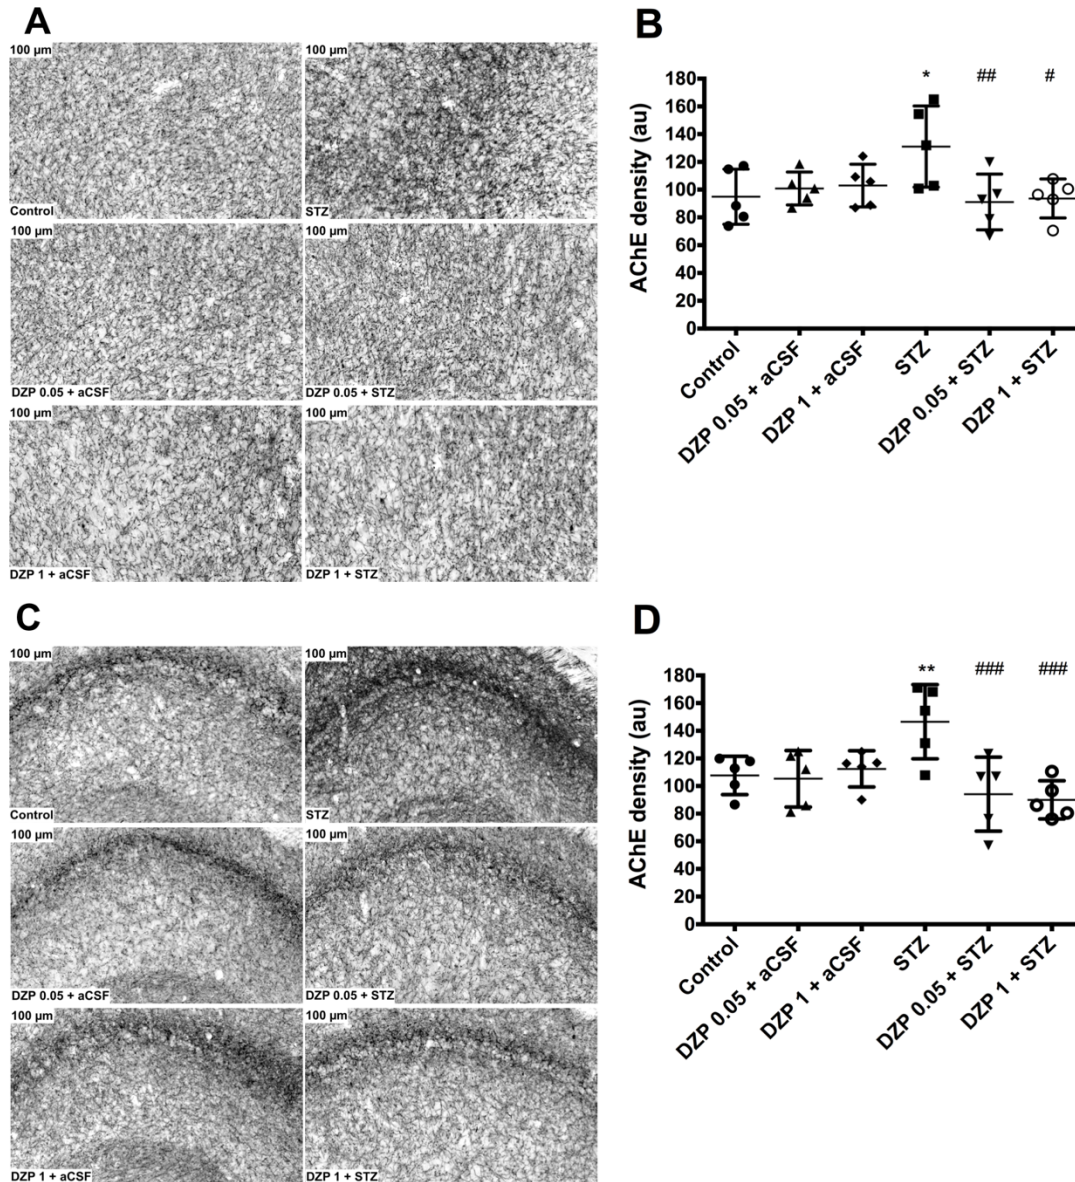 A
100 µm
100 µm
Control
STZ
100 µm
100 µm
DZP 0.05 + aCSF
DZP 0.05 + STZ
100 µm
100 µm
DZP 1 + aCSF
DZP 1 + STZ
B
* ## #
AChE density (au)
180
160
140
120
100
80
60
40
20
0
Control
DZP 0.05 + aCSF
DZP 1 + aCSF
STZ
DZP 0.05 + STZ
DZP 1 + STZ
C
100 µm
100 µm
Control
STZ
100 µm
100 µm
DZP 0.05 + aCSF
DZP 0.05 + STZ
100 µm
100 µm
DZP 1 + aCSF
DZP 1 + STZ
D
** ### ###
AChE density (au)
180
160
140
120
100
80
60
40
20
0
Control
DZP 0.05 + aCSF
DZP 1 + aCSF
STZ
DZP 0.05 + STZ
DZP 1 + STZ